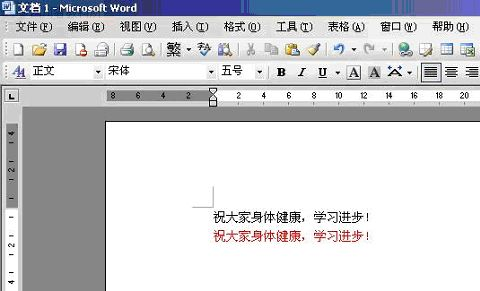 文档 1 - Microsoft Word
文件(F) 编辑(E) 视图(V) 插入(I) 格式(O) 工具(T) 表格(A) 窗口(W) 帮助(H)
繁
正文 宋体 五号 B I U A A
8 6 4 2 2 4 6 8 10 12 14 16 18 20
祝大家身体健康，学习进步！
祝大家身体健康，学习进步！